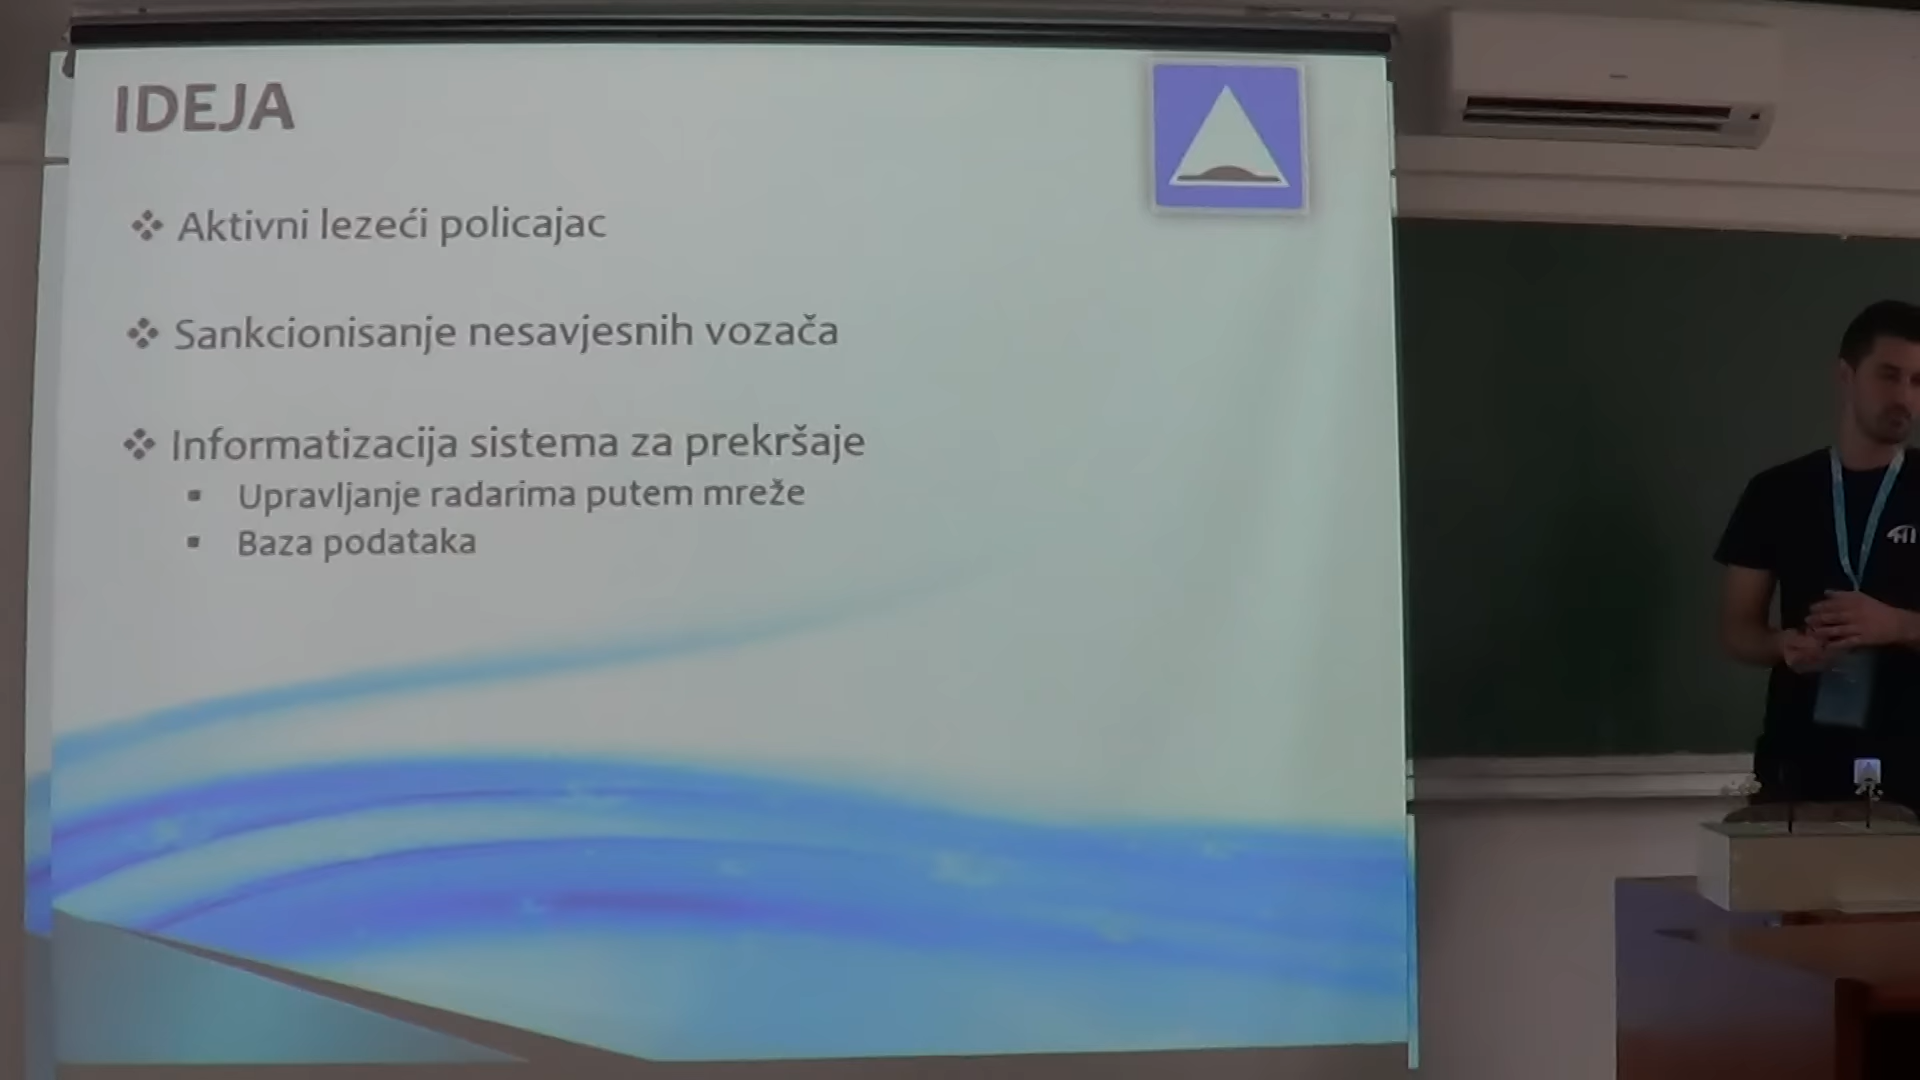 IDEJA
Aktivni lezeći policajac
Sankcionisanje nesavjesnih vozača
Informatizacija sistema za prekršaje
Upravljanje radarima putem mreže
Baza podataka